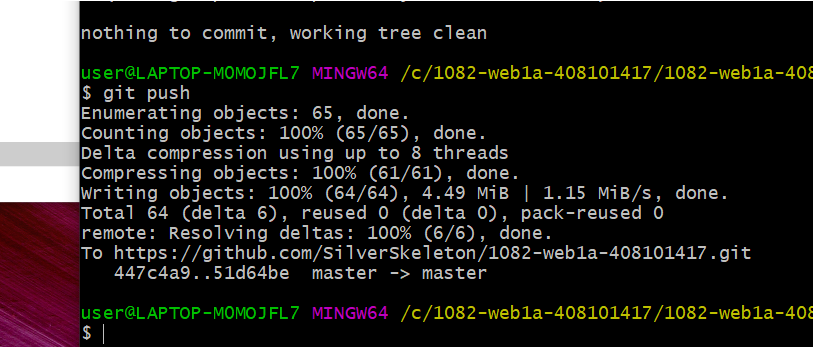 nothing to commit, working tree clean
user@LAPTOP-MOMOJFL7 MINGW64 /c/1082-web1a-408101417/1082-web1a-408
$ git push
Enumerating objects: 65, done.
Counting objects: 100% (65/65), done.
Delta compression using up to 8 threads
Compressing objects: 100% (61/61), done.
Writing objects: 100% (64/64), 4.49 MiB | 1.15 MiB/s, done.
Total 64 (delta 6), reused 0 (delta 0), pack-reused 0
remote: Resolving deltas: 100% (6/6), done.
To https://github.com/SilverSkeleton/1082-web1a-408101417.git
   447c4a9..51d64be  master -> master
user@LAPTOP-MOMOJFL7 MINGW64 /c/1082-web1a-408101417/1082-web1a-408
$